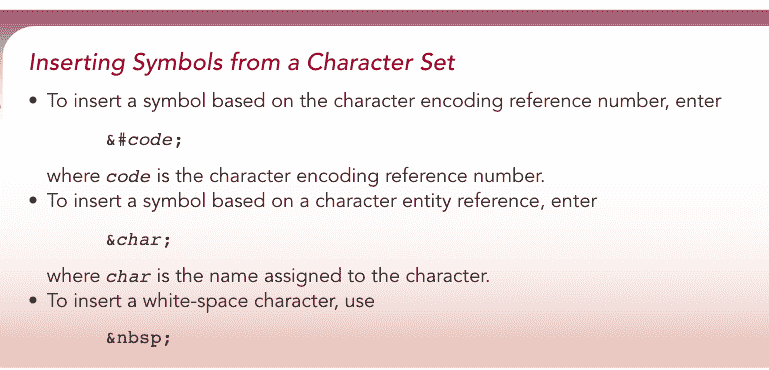 Inserting Symbols from a Character Set
• To insert a symbol based on the character encoding reference number, enter
&#code;
where code is the character encoding reference number.
• To insert a symbol based on a character entity reference, enter
&char;
where char is the name assigned to the character.
• To insert a white-space character, use
&nbsp;